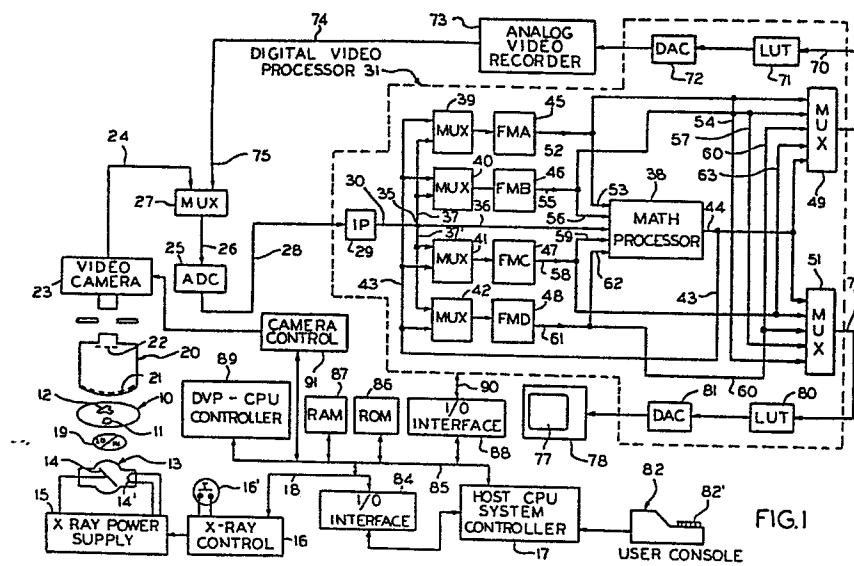 74
73
ANALOG
VIDEO
RECORDER
DAC
72
LUT
71
70
DIGITAL VIDEO
PROCESSOR 31
24
75
27
MUX
26
25
ADC
28
30
IP
29
35
37
37'
36
43
39
MUX
45
FMA
52
40
MUX
46
FMB
55
53
56
41
MUX
47
FMC
58
59
42
MUX
48
FMD
61
62
38
MATH
PROCESSOR
44
43
54
57
60
63
MUX
49
51
MUX
60
VIDEO
CAMERA
23
22
20
21
12
10
11
19
14
13
14'
15
X RAY POWER
SUPPLY
16'
18
X-RAY
CONTROL
16
CAMERA
CONTROL
91
89
DVP-CPU
CONTROLLER
87
RAM
86
ROM
90
I/O
INTERFACE
88
85
84
I/O
INTERFACE
HOST CPU
SYSTEM
CONTROLLER
17
77
78
81
DAC
80
LUT
82
82'
USER CONSOLE
FIG.1